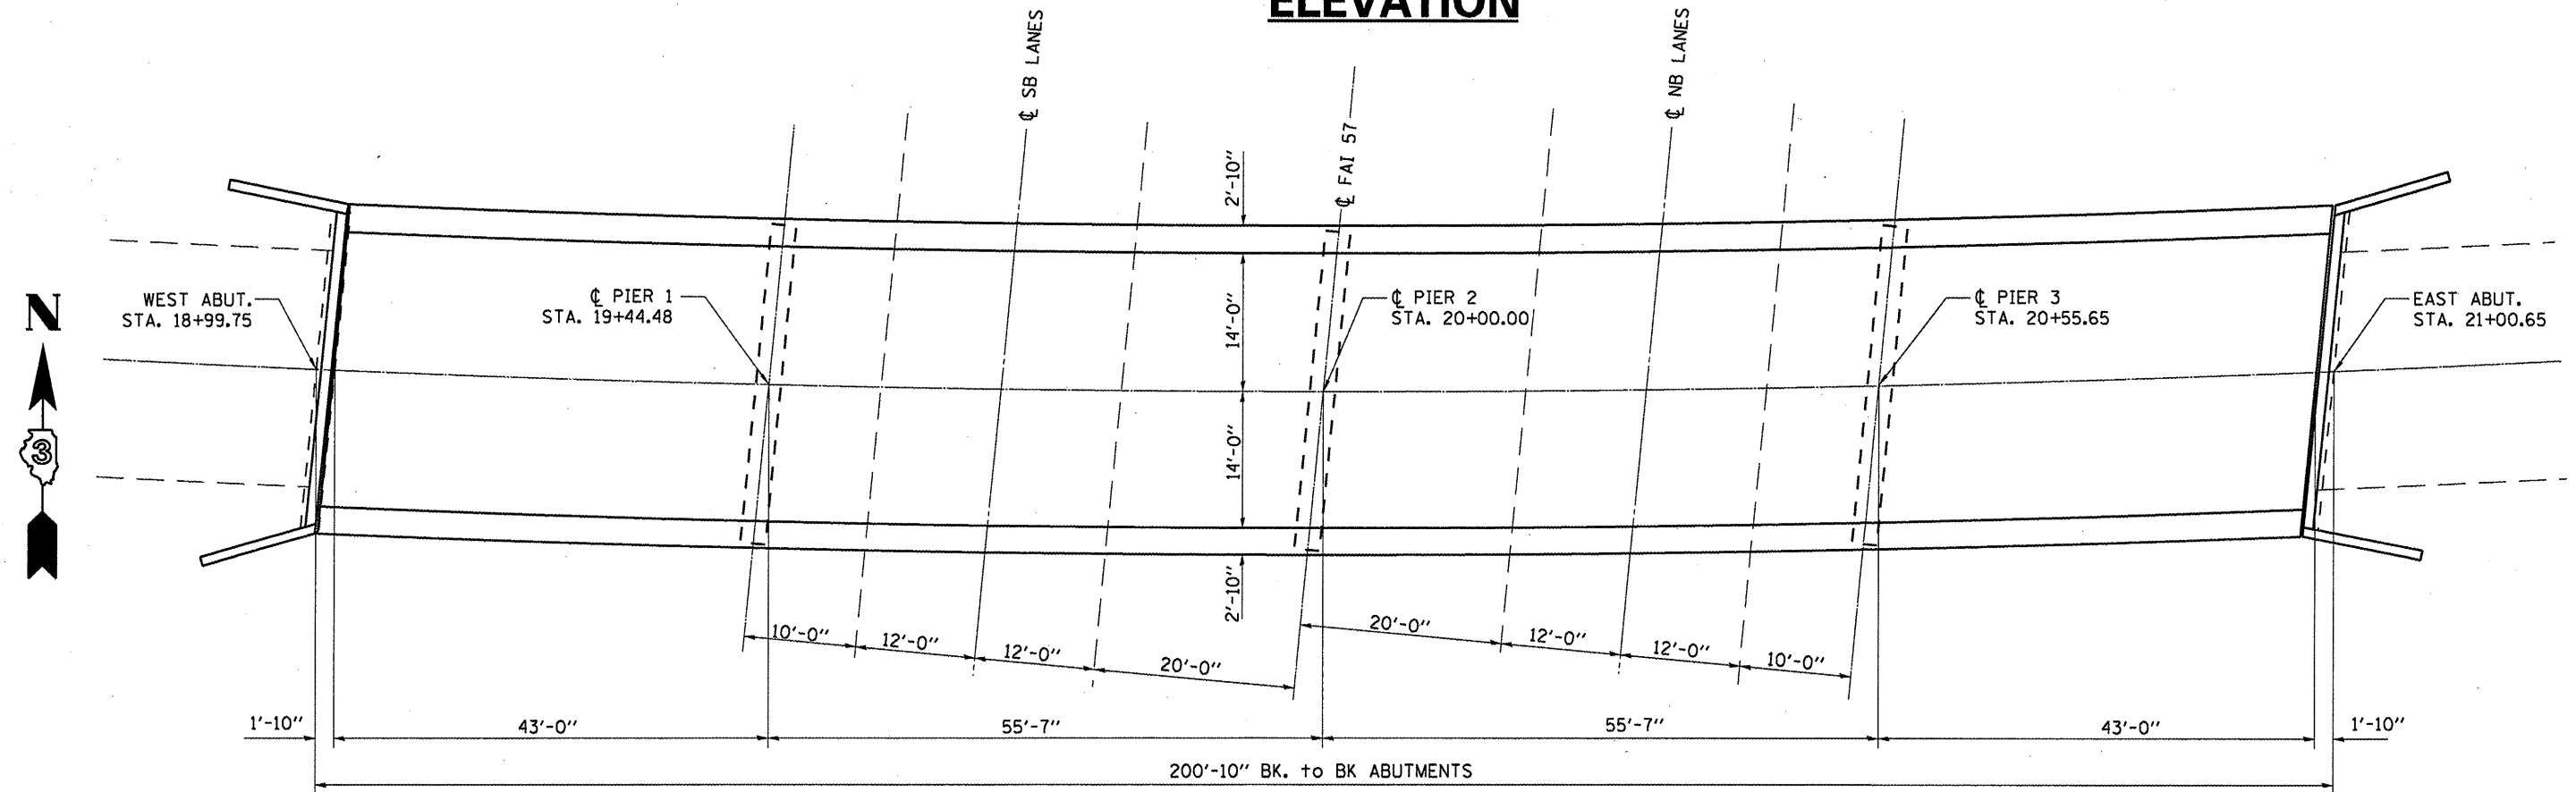 ELEVATION
℄ SB LANES
℄ FAI 57
℄ NB LANES
2'-10"
N
3
WEST ABUT.
STA. 18+99.75
℄ PIER 1
STA. 19+44.48
14'-0"
℄ PIER 2
STA. 20+00.00
℄ PIER 3
STA. 20+55.65
EAST ABUT.
STA. 21+00.65
14'-0"
2'-10"
10'-0"
12'-0"
12'-0"
20'-0"
20'-0"
12'-0"
12'-0"
10'-0"
1'-10"
43'-0"
55'-7"
55'-7"
43'-0"
1'-10"
200'-10" BK. to BK ABUTMENTS